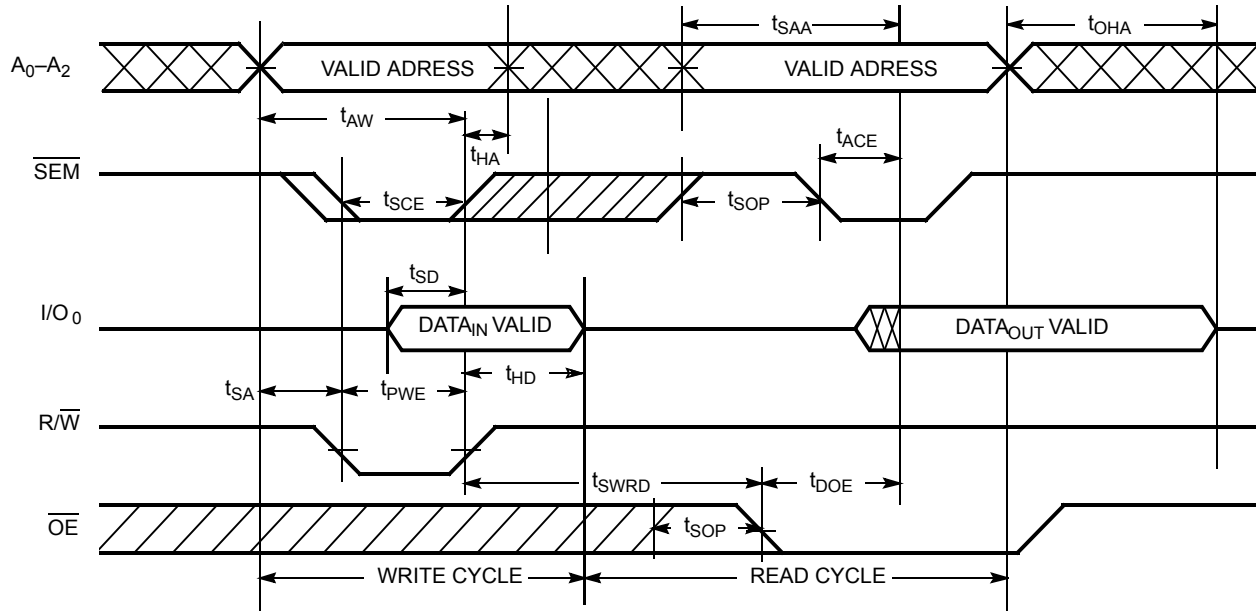 tSAA
tOHA
A0–A2
VALID ADRESS
VALID ADRESS
tAW
tHA
tACE
SEM
tSCE
tSOP
tSD
I/O 0
DATAIN VALID
DATAOUT VALID
tSA
tPWE
tHD
R/W
tSWRD
tDOE
OE
tSOP
WRITE CYCLE
READ CYCLE